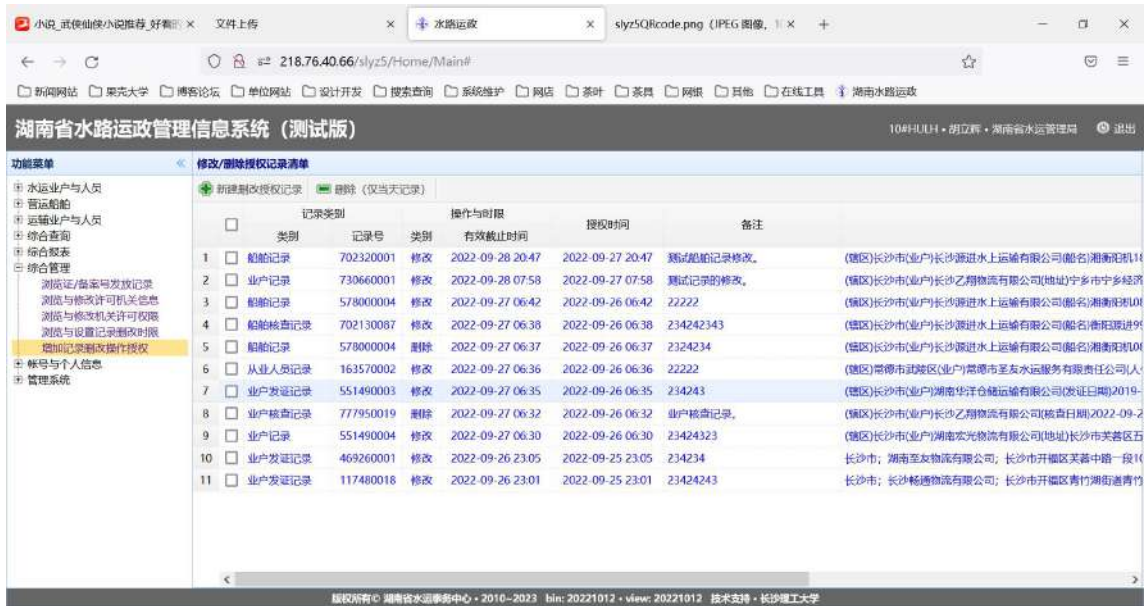 小说_武侠仙侠小说推荐_好看的 文件上传 水路运政 slyz5QRcode.png (JPEG 图像, 1
218.76.40.66/slyz5/Home/Main#
新闻网站 果壳大学 博客论坛 单位网站 设计开发 搜索查询 系统维护 网店 茶叶 茶具 网银 其他 在线工具 湖南水路运政
湖南省水路运政管理信息系统（测试版） 10#HULH • 胡立辉 • 湖南省水运管理局 退出
功能菜单 修改/删除授权记录清单
水运业户与人员
营运船舶
运输业户与人员
综合查询
综合报表
综合管理
浏览证/备案号发放记录
浏览与修改许可机关信息
浏览与修改机关许可权限
浏览与设置记录删改时限
增加记录删改操作授权
帐号与个人信息
管理系统
新建删改授权记录 删除（仅当天记录）
记录类别 操作与时限 授权时间 备注
类别 记录号 类别 有效截止时间
1 船舶记录 702320001 修改 2022-09-28 20:47 2022-09-27 20:47 测试船舶记录修改。 (辖区)长沙市(业户)长沙源进水上运输有限公司(船名)湘衡阳机18
2 业户记录 730660001 修改 2022-09-28 07:58 2022-09-27 07:58 测试记录的修改。 (辖区)长沙市(业户)长沙乙翔物流有限公司(地址)宁乡市宁乡经济
3 船舶记录 578000004 修改 2022-09-27 06:42 2022-09-26 06:42 22222 (辖区)长沙市(业户)长沙源进水上运输有限公司(船名)湘衡阳机08
4 船舶核查记录 702130087 修改 2022-09-27 06:38 2022-09-26 06:38 234242343 (辖区)长沙市(业户)长沙源进水上运输有限公司(船名)衡阳源进99
5 船舶记录 578000004 删除 2022-09-27 06:37 2022-09-26 06:37 2324234 (辖区)长沙市(业户)长沙源进水上运输有限公司(船名)湘衡阳机08
6 从业人员记录 163570002 修改 2022-09-27 06:36 2022-09-26 06:36 22222 (辖区)常德市武陵区(业户)常德市圣友水运服务有限责任公司(人
7 业户发证记录 551490003 修改 2022-09-27 06:35 2022-09-26 06:35 234243 (辖区)长沙市(业户)湖南华洋仓储运输有限公司(发证日期)2019-
8 业户核查记录 777950019 删除 2022-09-27 06:32 2022-09-26 06:32 业户核查记录。 (辖区)长沙市(业户)长沙乙翔物流有限公司(核查日期)2022-09-2
9 业户记录 551490004 修改 2022-09-27 06:30 2022-09-26 06:30 23424323 (辖区)长沙市(业户)湖南宏光物流有限公司(地址)长沙市芙蓉区五
10 业户发证记录 469260001 修改 2022-09-26 23:05 2022-09-25 23:05 234234 长沙市；湖南至友物流有限公司；长沙市开福区芙蓉中路一段10
11 业户发证记录 117480018 修改 2022-09-26 23:01 2022-09-25 23:01 23424243 长沙市；长沙畅通物流有限公司；长沙市开福区青竹湖街道青竹
版权所有© 湖南省水运事务中心 • 2010~2023 bin: 20221012 • view: 20221012 技术支持 • 长沙理工大学